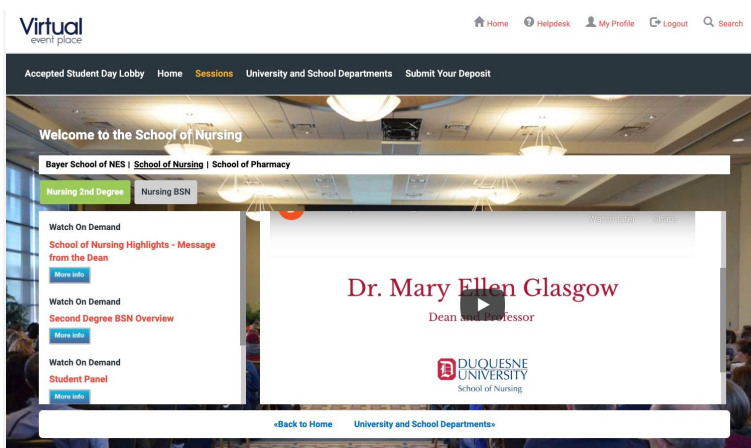 Virtual
event place
Home
Helpdesk
My Profile
Logout
Search
Accepted Student Day Lobby Home Sessions University and School Departments Submit Your Deposit
Welcome to the School of Nursing
Bayer School of NES | School of Nursing | School of Pharmacy
Nursing 2nd Degree
Nursing BSN
Watch On Demand
School of Nursing Highlights - Message
from the Dean
More info
Watch On Demand
Second Degree BSN Overview
More info
Watch On Demand
Student Panel
More info
Watch later
Share
Dr. Mary Ellen Glasgow
Dean and Professor
DUQUESNE
UNIVERSITY
School of Nursing
«Back to Home
University and School Departments»